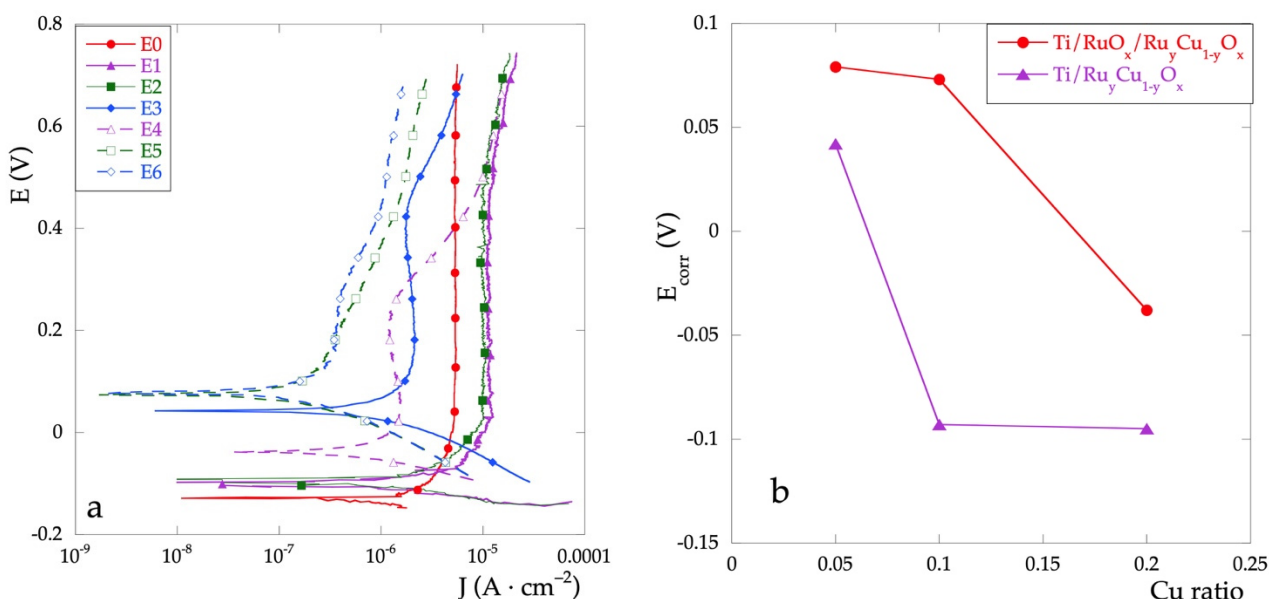 0.8
0.6
0.4
0.2
0
-0.2
E (V)
E0
E1
E2
E3
E4
E5
E6
a
10⁻⁹
10⁻⁸
10⁻⁷
10⁻⁶
10⁻⁵
0.0001
J (A · cm⁻²)
0.1
0.05
0
-0.05
-0.1
-0.15
E_corr (V)
Ti/RuOₓ/Ru_yCu_1-yOₓ
Ti/Ru_yCu_1-yOₓ
b
0
0.05
0.1
0.15
0.2
0.25
Cu ratio